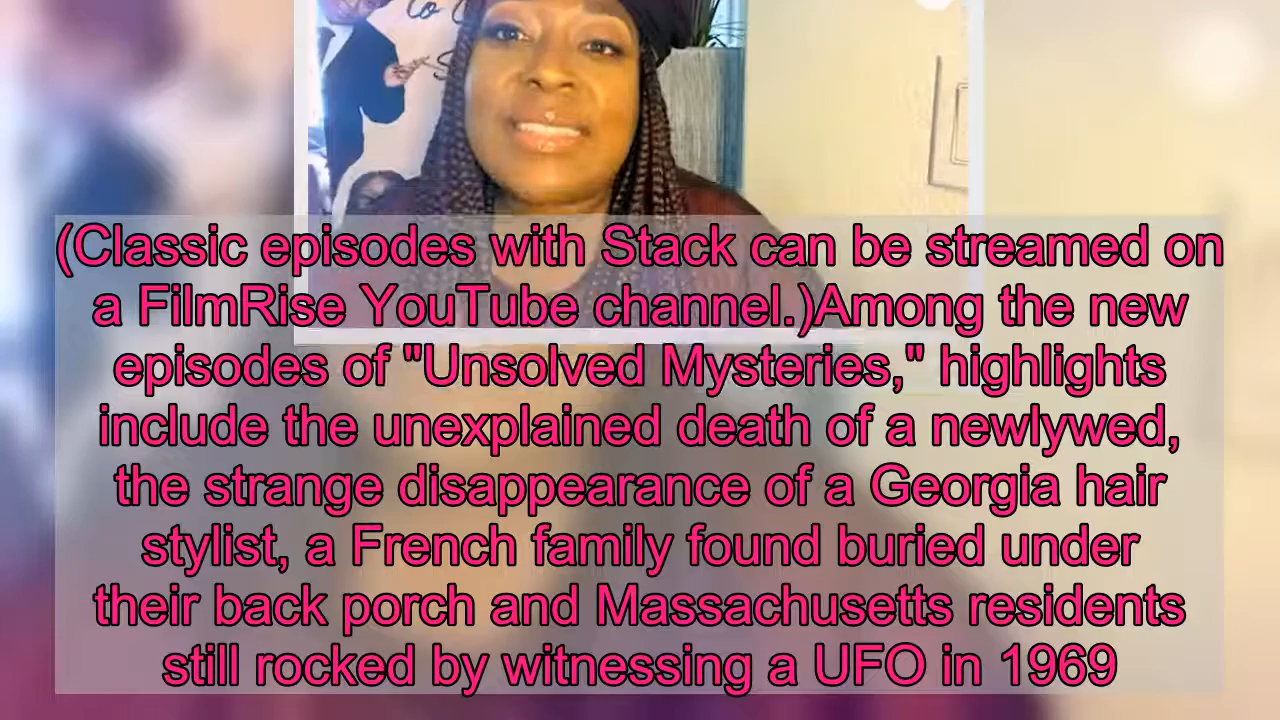 to
(Classic episodes with Stack can be streamed on
a FilmRise YouTube channel.)Among the new
episodes of "Unsolved Mysteries," highlights
include the unexplained death of a newlywed,
the strange disappearance of a Georgia hair
stylist, a French family found buried under
their back porch and Massachusetts residents
still rocked by witnessing a UFO in 1969